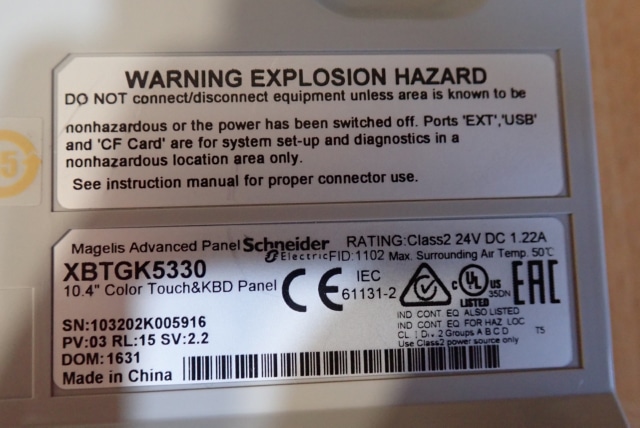 WARNING EXPLOSION HAZARD
DO NOT connect/disconnect equipment unless area is known to be
nonhazardous or the power has been switched off. Ports 'EXT','USB'
and 'CF Card' are for system set-up and diagnostics in a
nonhazardous location area only.
See instruction manual for proper connector use.
5
Magelis Advanced Panel Schneider Electric RATING:Class2 24V DC 1.22A
FID:1102 Max. Surrounding Air Temp. 50°C
XBTGK5330
10.4" Color Touch&KBD Panel
CE
IEC
61131-2
c UL US
LISTED
35DN
EAC
SN:103202K005916
PV:03 RL:15 SV:2.2
DOM:1631
Made in China
IND CONT EQ ALSO LISTED
IND CONT EQ FOR HAZ LOC
CL I Div 2 Groups A B C D T5
Use Class2 power source only